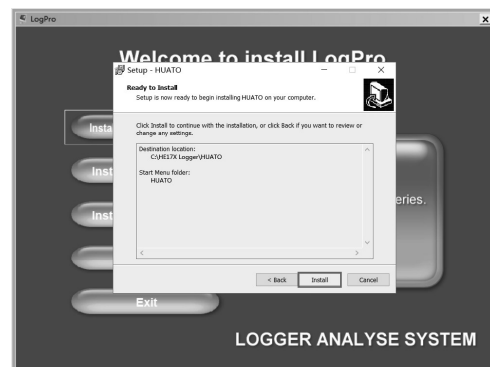 LogPro
Welcome to install LogPro
Setup - HUATO
Ready to Install
Setup is now ready to begin installing HUATO on your computer.
Click Install to continue with the installation, or click Back if you want to review or
change any settings.
Destination location:
C:\HE17X Logger\HUATO
Start Menu folder:
HUATO
< Back
Install
Cancel
Insta
Inst
Inst
eries.
Exit
LOGGER ANALYSE SYSTEM